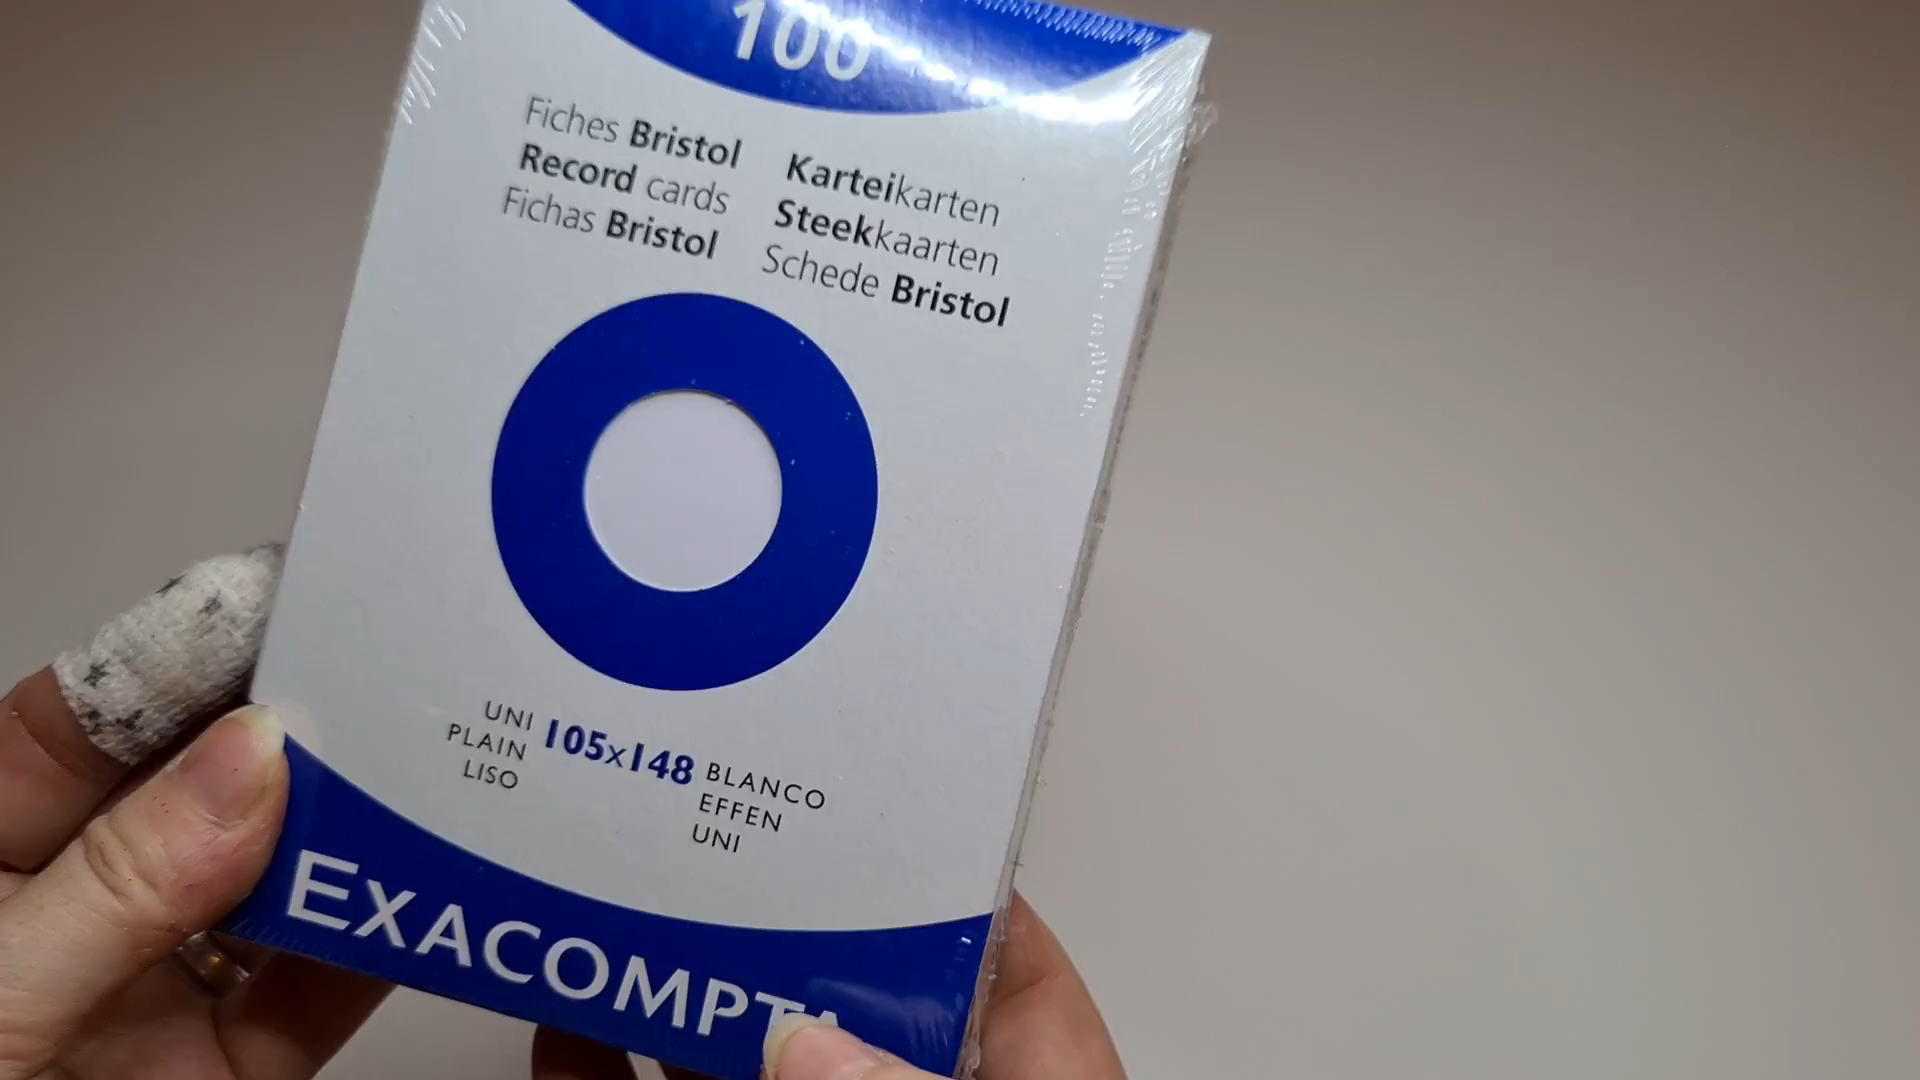 100
Fiches Bristol
Record cards
Fichas Bristol
Karteikarten
Steekkaarten
Schede Bristol
UNI
PLAIN
LISO
105x148
BLANCO
EFFEN
UNI
EXACOMPTA